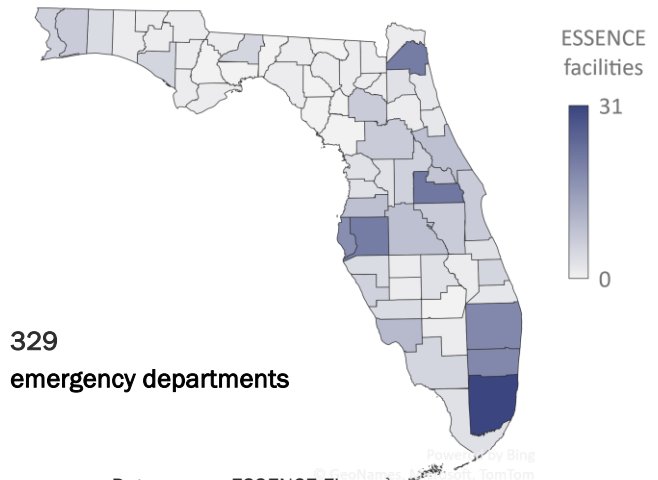 ESSENCE
facilities
31
0
329
emergency departments
Powered by Bing
© GeoNames, Microsoft, TomTom